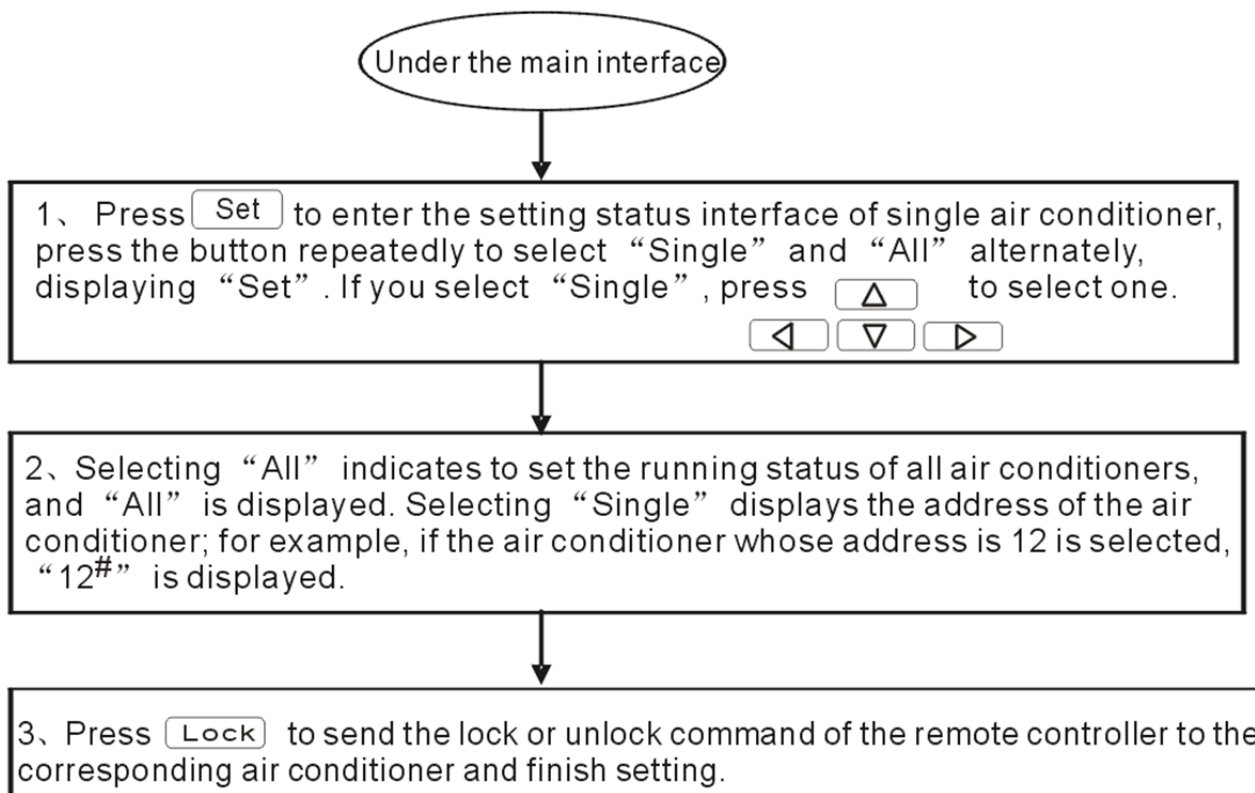 Under the main interface
1、 Press Set to enter the setting status interface of single air conditioner,
press the button repeatedly to select “Single” and “All” alternately,
displaying “Set”. If you select “Single”, press △ to select one.
◁ ▽ ▷
2、Selecting “All” indicates to set the running status of all air conditioners,
and “All” is displayed. Selecting “Single” displays the address of the air
conditioner; for example, if the air conditioner whose address is 12 is selected,
“12#” is displayed.
3、Press Lock to send the lock or unlock command of the remote controller to the
corresponding air conditioner and finish setting.